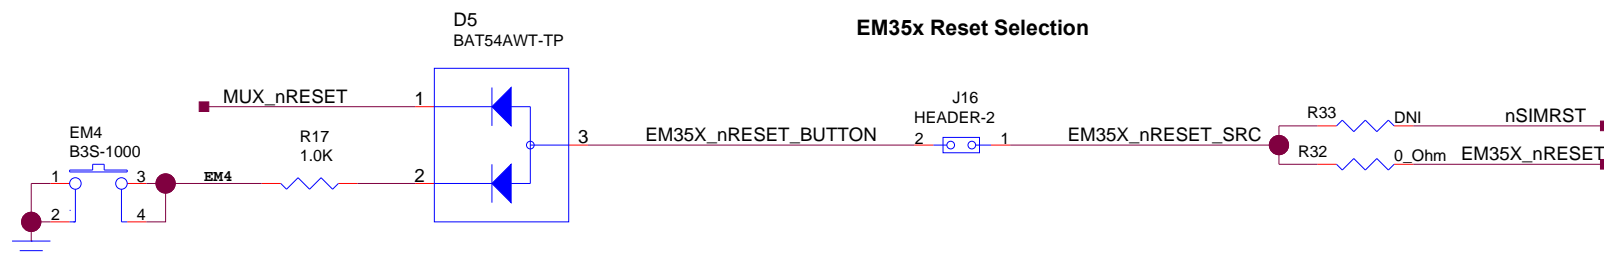 EM35x Reset Selection
D5
BAT54AWT-TP
MUX_nRESET
1
J16
HEADER-2
R33
DNI
nSIMRST
EM4
B3S-1000
R17
1.0K
3
EM35X_nRESET_BUTTON
2
1
EM35X_nRESET_SRC
R32
0_Ohm
EM35X_nRESET
1
3
EM4
2
2
4